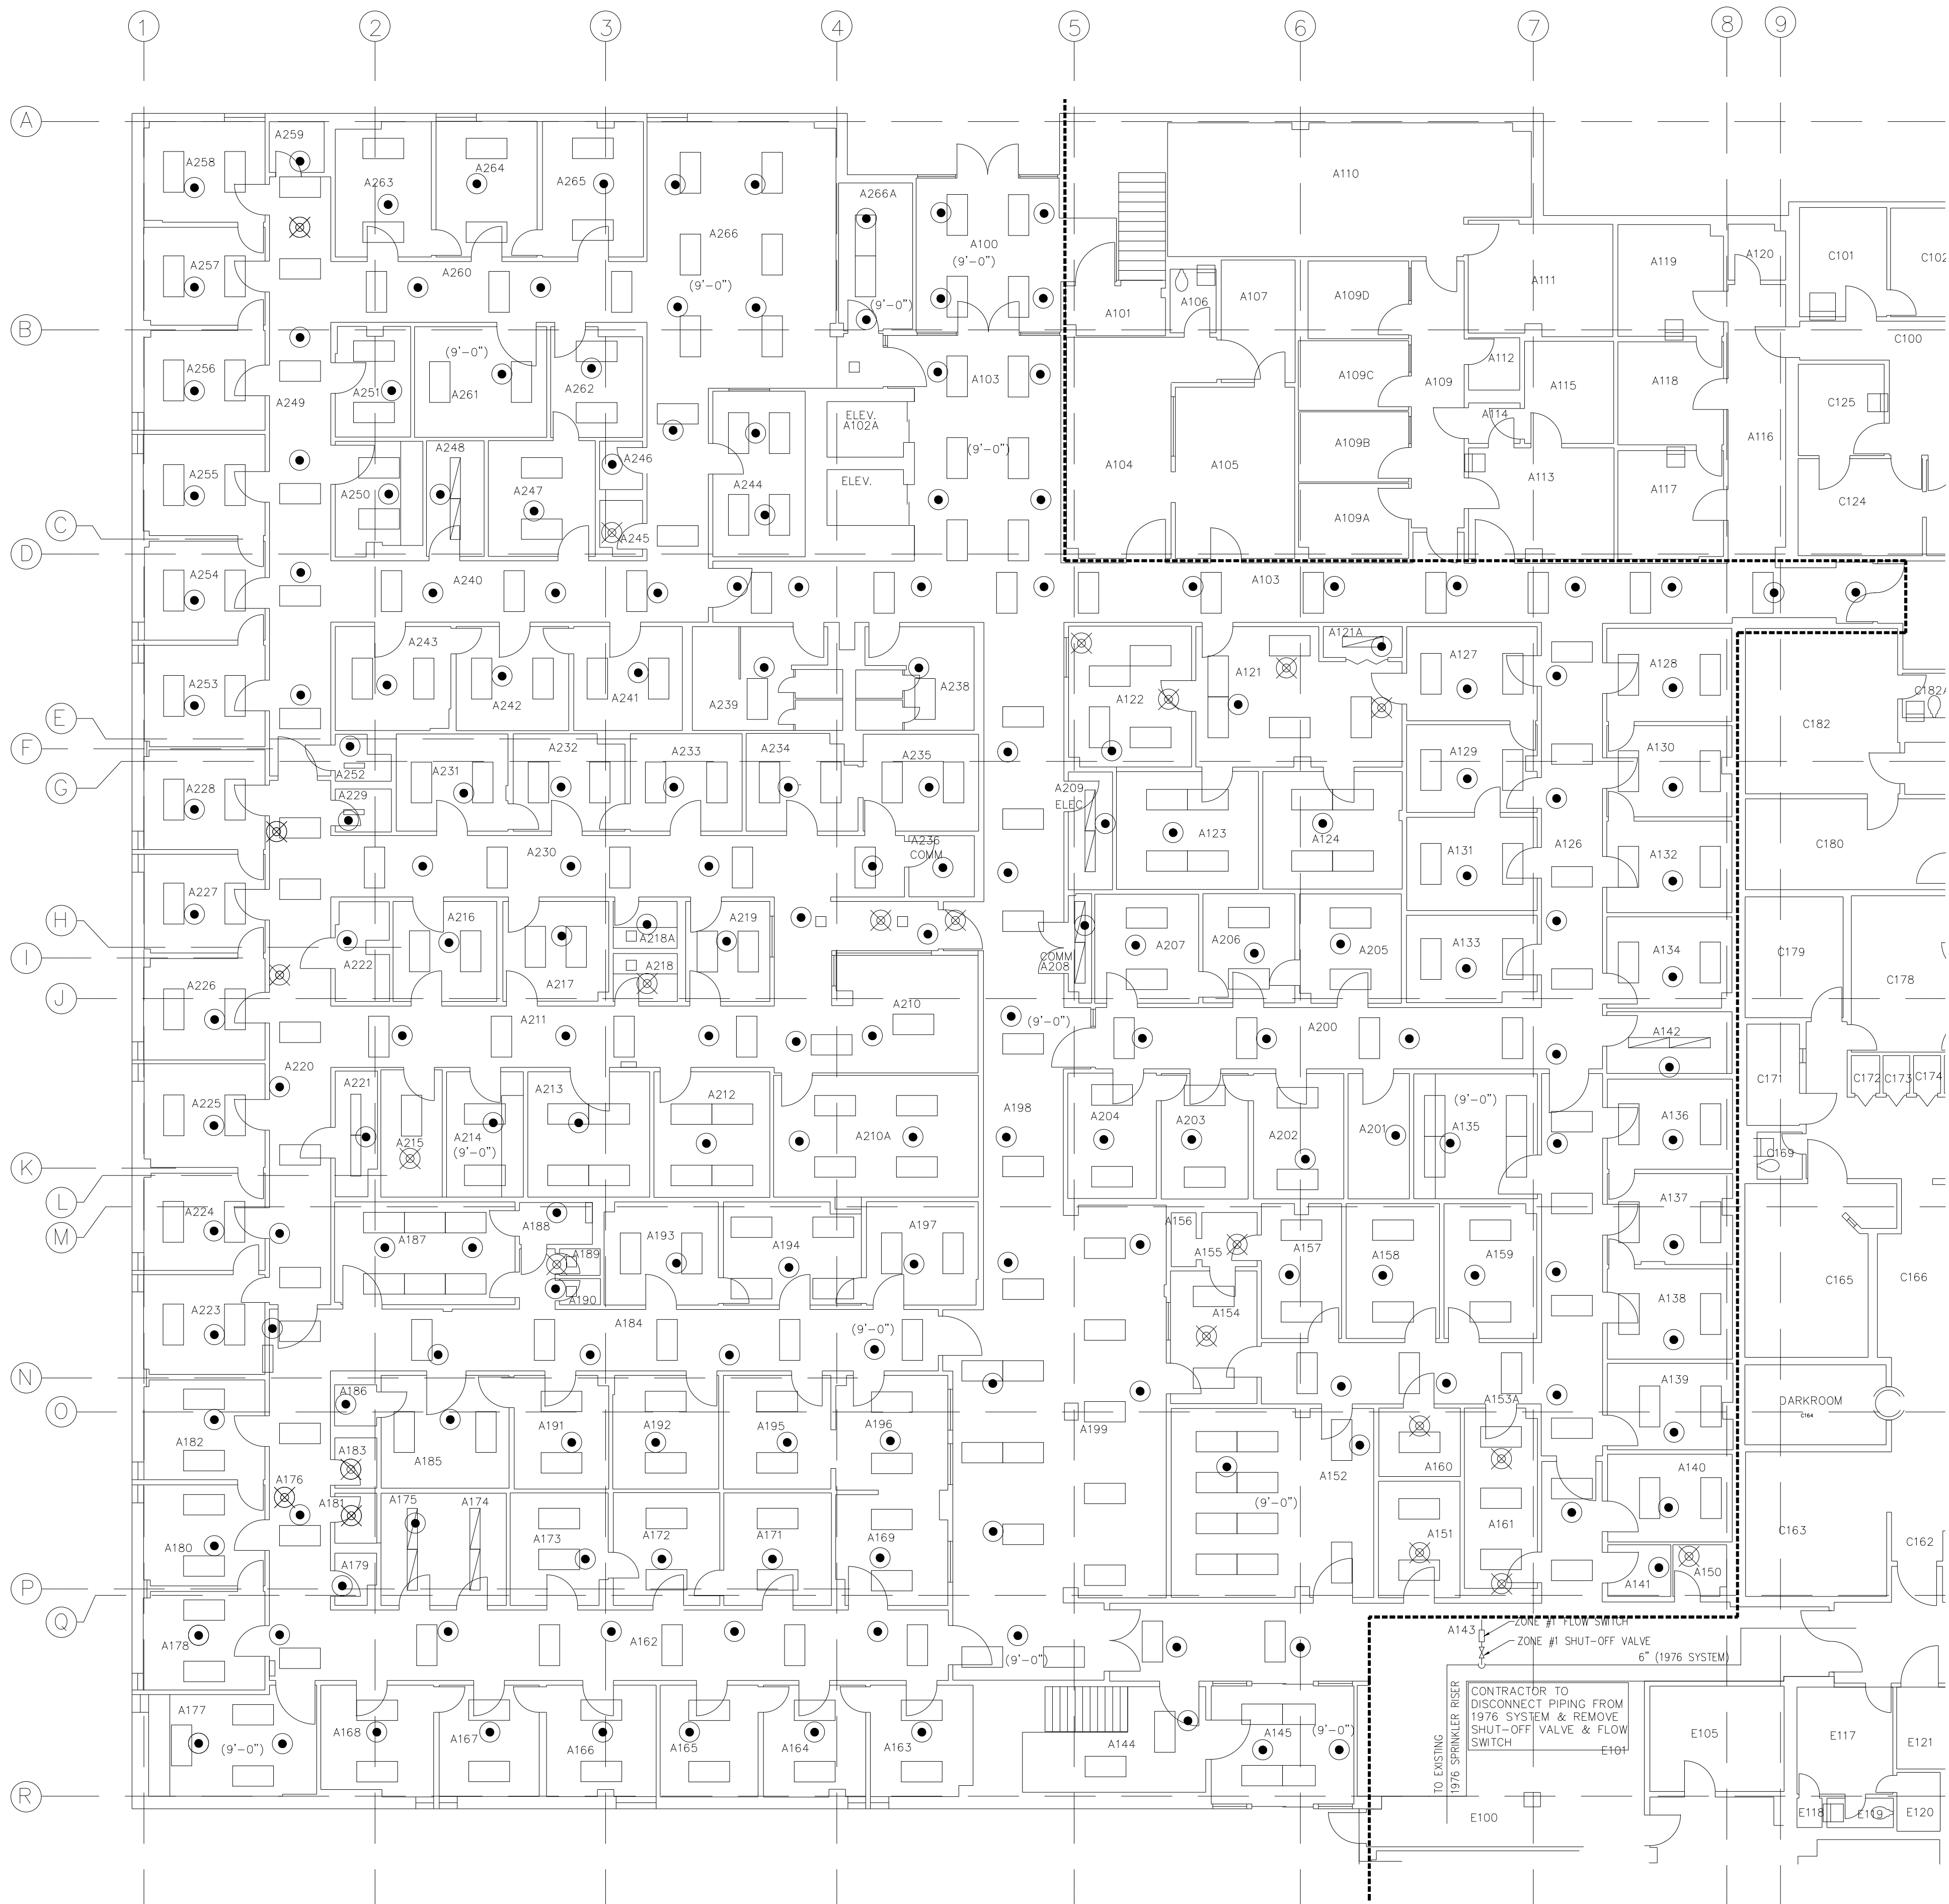 1 2 3 4 5 6 7 8 9
A
A259
A258
A263 A264 A265
A266A
A110
A266
A100
(9'-0")
A257
A260
(9'-0")
(9'-0")
A101
A106
A107
A109D
A111
A119
A120
C101
C102
B
C100
A256
A249
A251
(9'-0")
A261
A262
A103
A109C
A109
A112
A115
A118
C125
ELEV.
A102A
A114
A116
A255
A248
A250
A247
A246
A245
A244
ELEV.
(9'-0")
A104
A105
A109B
A109A
A113
A117
C124
C
D
A254
A240
A103
A253
A243
A242
A241
A239
A238
A122
A121
A121A
A127
A128
C182
C182A
E
F
G
A228
A252
A229
A231
A232
A233
A234
A235
A209
ELEC
A123
A124
A129
A130
C180
A230
A236
COMM
A131
A126
A132
A227
A222
A216
A217
A218A
A218
A219
COMM
A208
A207
A206
A205
A133
A134
C179
C178
H
I
J
A226
A211
A210
(9'-0")
A200
A142
A220
A221
A225
A215
A214
(9'-0")
A213
A212
A210A
A198
A204
A203
A202
A201
(9'-0")
A135
A136
C171
C172
C173
C174
C169
K
L
M
A224
A187
A188
A189
A190
A193
A194
A197
A156
A155
A157
A158
A159
A137
C165
C166
A223
A184
(9'-0")
A154
A138
N
O
A186
A182
A183
A185
A191
A192
A195
A196
A199
A152
A153A
A160
A139
DARKROOM
C164
A176
A181
A175
A174
A180
A179
A173
A172
A171
A169
(9'-0")
A151
A161
A140
A141
A150
C163
C162
P
Q
A178
A162
(9'-0")
A143
ZONE #1 FLOW SWITCH
ZONE #1 SHUT-OFF VALVE
6" (1976 SYSTEM)
A177
(9'-0")
A168
A167
A166
A165
A164
A163
A144
A145
(9'-0")
TO EXISTING
1976 SPRINKLER RISER
CONTRACTOR TO
DISCONNECT PIPING FROM
1976 SYSTEM & REMOVE
SHUT-OFF VALVE & FLOW
SWITCH
E101
E105
E117
E121
R
E100
E118
E119
E120